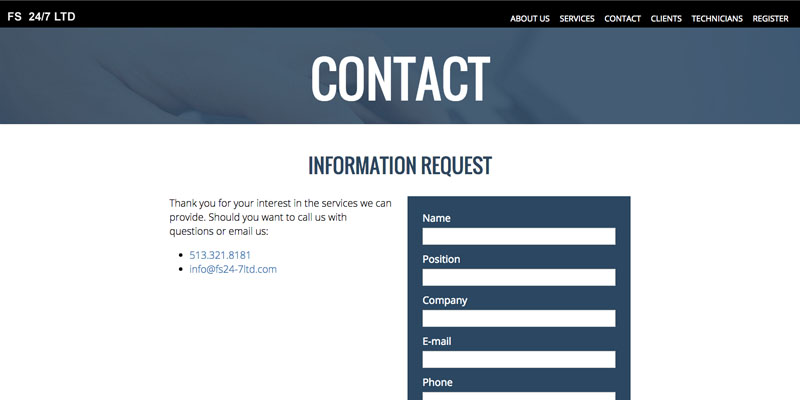 FS 24/7 LTD
ABOUT US SERVICES CONTACT CLIENTS TECHNICIANS REGISTER
CONTACT
INFORMATION REQUEST
Thank you for your interest in the services we can
provide. Should you want to call us with
questions or email us:
513.321.8181
info@fs24-7ltd.com
Name
Position
Company
E-mail
Phone